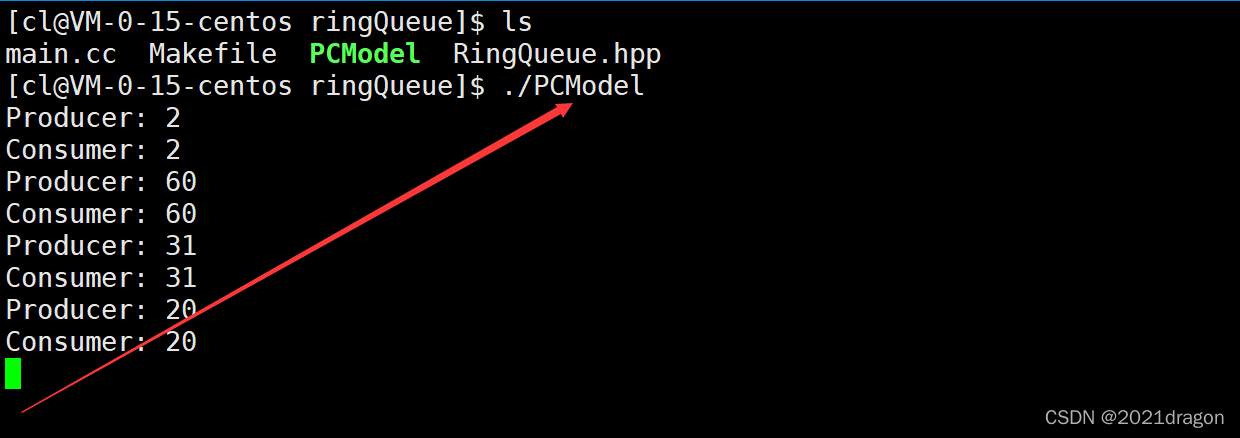 [cl@VM-0-15-centos ringQueue]$ ls
main.cc  Makefile  PCModel  RingQueue.hpp
[cl@VM-0-15-centos ringQueue]$ ./PCModel
Producer: 2
Consumer: 2
Producer: 60
Consumer: 60
Producer: 31
Consumer: 31
Producer: 20
Consumer: 20
CSDN @2021dragon